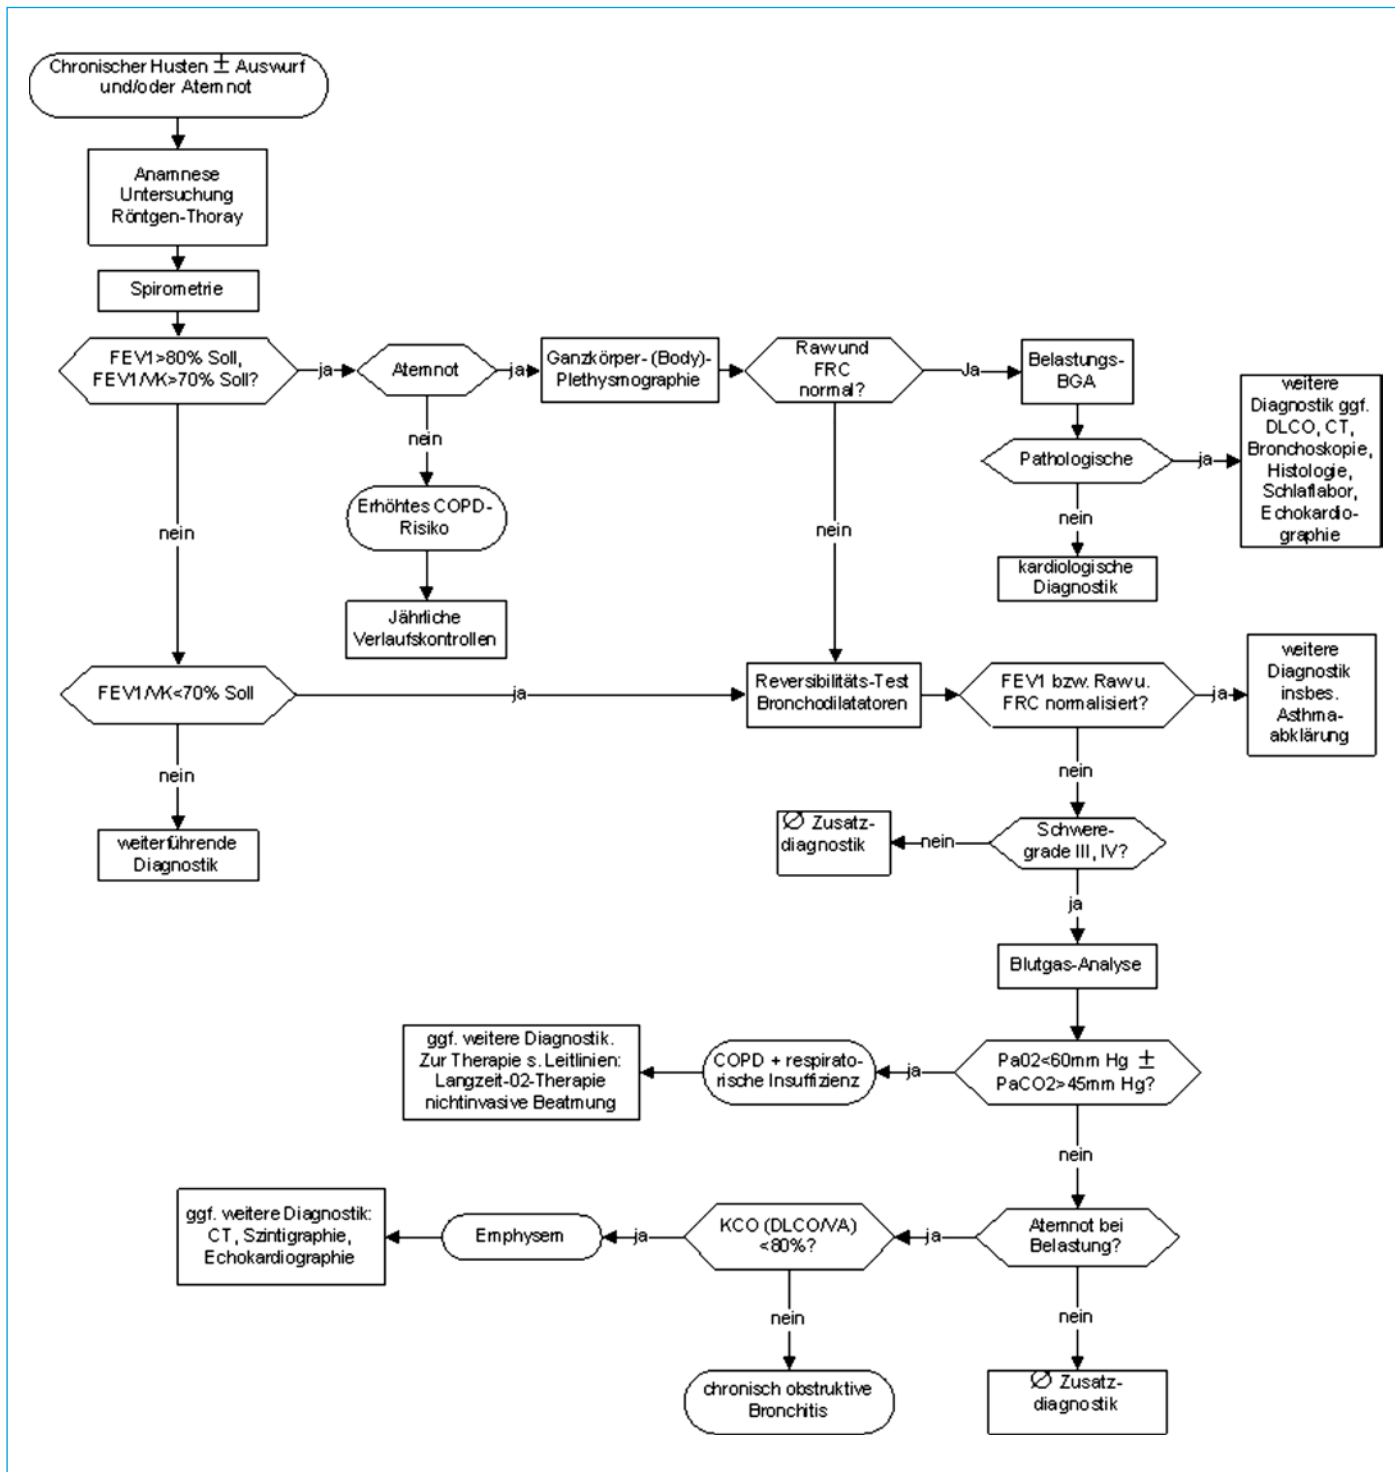 Chronischer Husten ± Auswurf
und/oder Atemnot
Anamnese
Untersuchung
Röntgen-Thoray
Spirometrie
FEV1>80% Soll,
FEV1/VK>70% Soll?
ja
Atemnot
ja
Ganzkörper- (Body)-
Plethysmographie
Raw und
FRC
normal?
Ja
Belastungs-
BGA
Pathologische
ja
weitere
Diagnostik ggf.
DLCO, CT,
Bronchoskopie,
Histologie,
Schlaflabor,
Echokardio-
graphie
nein
kardiologische
Diagnostik
nein
Erhöhtes COPD-
Risiko
Jährliche
Verlaufskontrollen
nein
nein
FEV1/VK<70% Soll
ja
Reversibilitäts-Test
Bronchodilatatoren
FEV1 bzw. Raw u.
FRC normalisiert?
ja
weitere
Diagnostik
insbes.
Asthma-
abklärung
nein
weiterführende
Diagnostik
nein
Schwere-
grade III, IV?
nein
∅ Zusatz-
diagnostik
ja
Blutgas-Analyse
Pa02<60mm Hg ±
PaCO2>45mm Hg?
ja
COPD + respirato-
rische Insuffizienz
ggf. weitere Diagnostik.
Zur Therapie s. Leitlinien:
Langzeit-02-Therapie
nichtinvasive Beatmung
nein
Atemnot bei
Belastung?
ja
KCO (DLCO/VA)
<80%?
ja
Emphysem
ggf. weitere Diagnostik:
CT, Szintigraphie,
Echokardiographie
nein
chronisch obstruktive
Bronchitis
nein
∅ Zusatz-
diagnostik